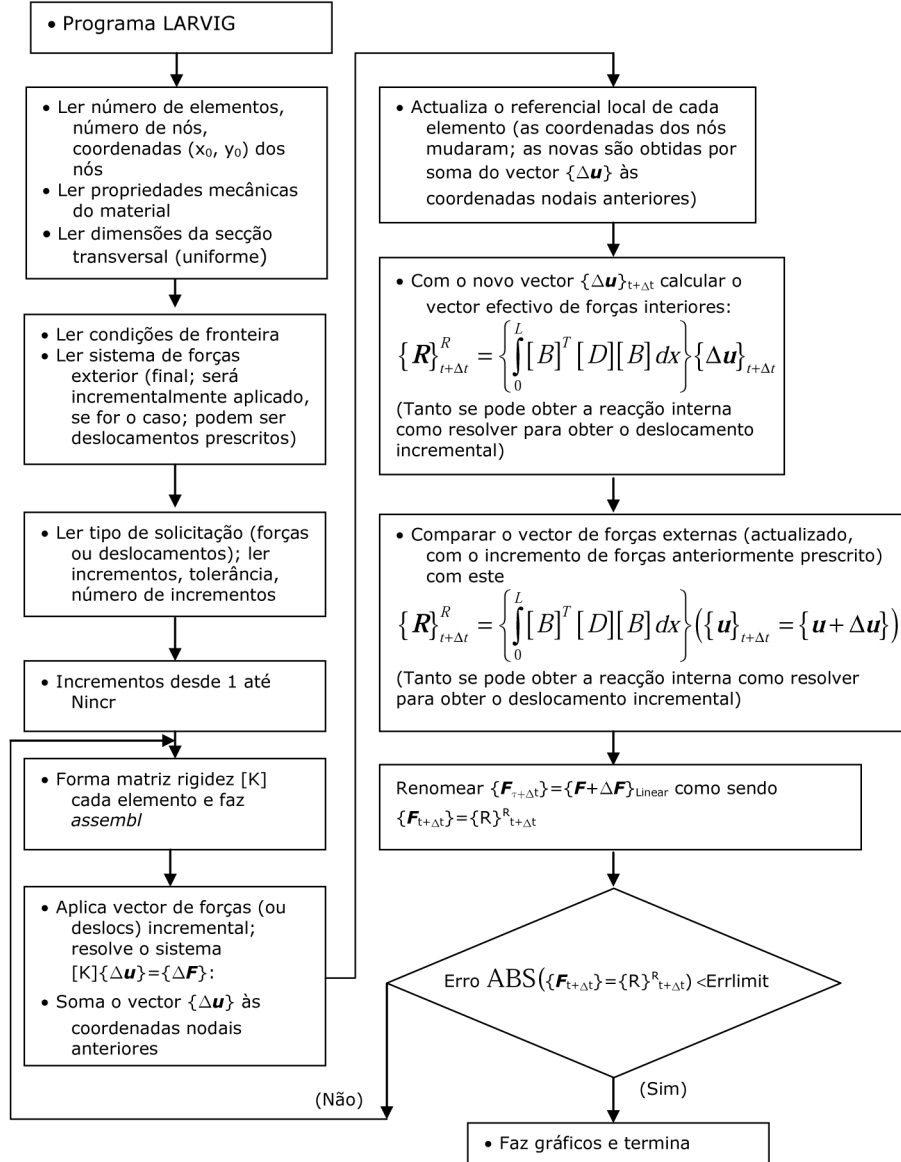 • Programa LARVIG
• Ler número de elementos,
número de nós,
coordenadas (x₀, y₀) dos
nós
• Ler propriedades mecânicas
do material
• Ler dimensões da secção
transversal (uniforme)
• Ler condições de fronteira
• Ler sistema de forças
exterior (final; será
incrementalmente aplicado,
se for o caso; podem ser
deslocamentos prescritos)
• Ler tipo de solicitação (forças
ou deslocamentos); ler
incrementos, tolerância,
número de incrementos
• Incrementos desde 1 até
Nincr
• Forma matriz rigidez [K]
cada elemento e faz
assembl
• Aplica vector de forças (ou
deslocs) incremental;
resolve o sistema
[K]{Δu}={ΔF}:
• Soma o vector {Δu} às
coordenadas nodais
anteriores
• Actualiza o referencial local de cada
elemento (as coordenadas dos nós
mudaram; as novas são obtidas por
soma do vector {Δu} às
coordenadas nodais anteriores)
• Com o novo vector {Δu}t+Δt calcular o
vector efectivo de forças interiores:
{R}ᴿt+Δt = {∫₀ᴸ [B]ᵀ [D][B] dx}{Δu}t+Δt
(Tanto se pode obter a reacção interna
como resolver para obter o deslocamento
incremental)
• Comparar o vector de forças externas (actualizado,
com o incremento de forças anteriormente prescrito)
com este
{R}ᴿt+Δt = {∫₀ᴸ [B]ᵀ [D][B] dx}({u}t+Δt = {u + Δu})
(Tanto se pode obter a reacção interna como resolver
para obter o deslocamento incremental)
Renomear {Fτ+Δt}={F+ΔF}Linear como sendo
{Ft+Δt}={R}ᴿt+Δt
Erro ABS({Ft+Δt}={R}ᴿt+Δt) <Errlimit
(Não)
(Sim)
• Faz gráficos e termina